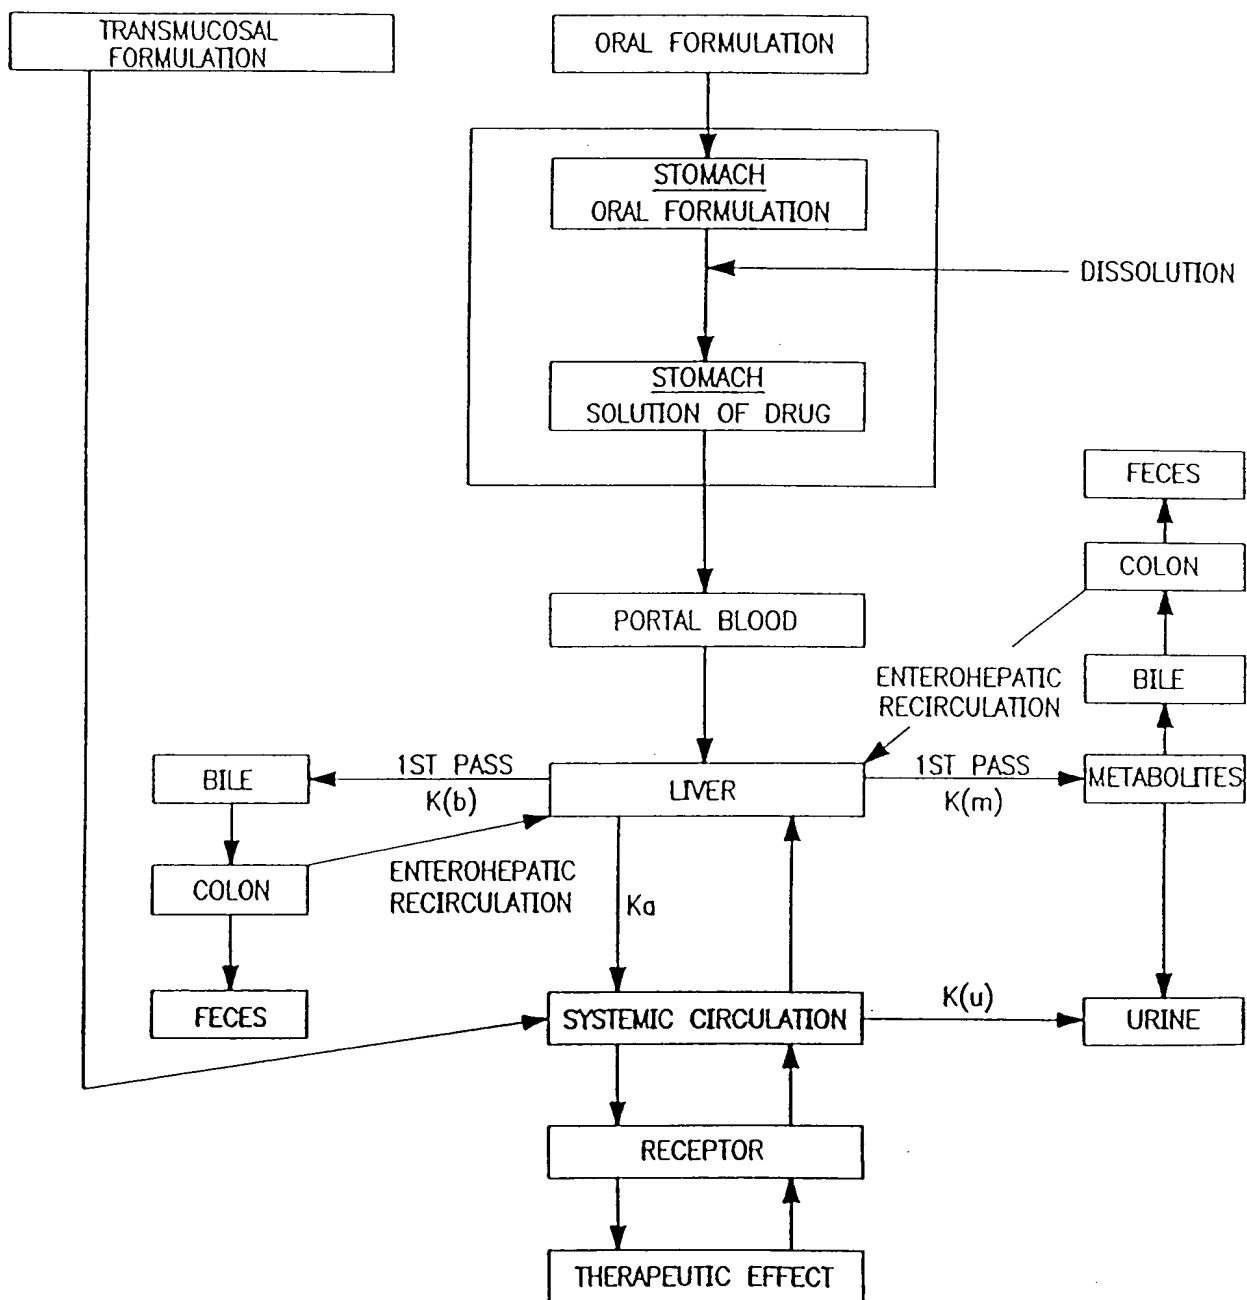 TRANSMUCOSAL
FORMULATION
ORAL FORMULATION
STOMACH
ORAL FORMULATION
DISSOLUTION
STOMACH
SOLUTION OF DRUG
FECES
COLON
PORTAL BLOOD
ENTEROHEPATIC
RECIRCULATION
BILE
BILE
1ST PASS
K(b)
LIVER
1ST PASS
K(m)
METABOLITES
COLON
ENTEROHEPATIC
RECIRCULATION
Ka
FECES
SYSTEMIC CIRCULATION
K(u)
URINE
RECEPTOR
THERAPEUTIC EFFECT